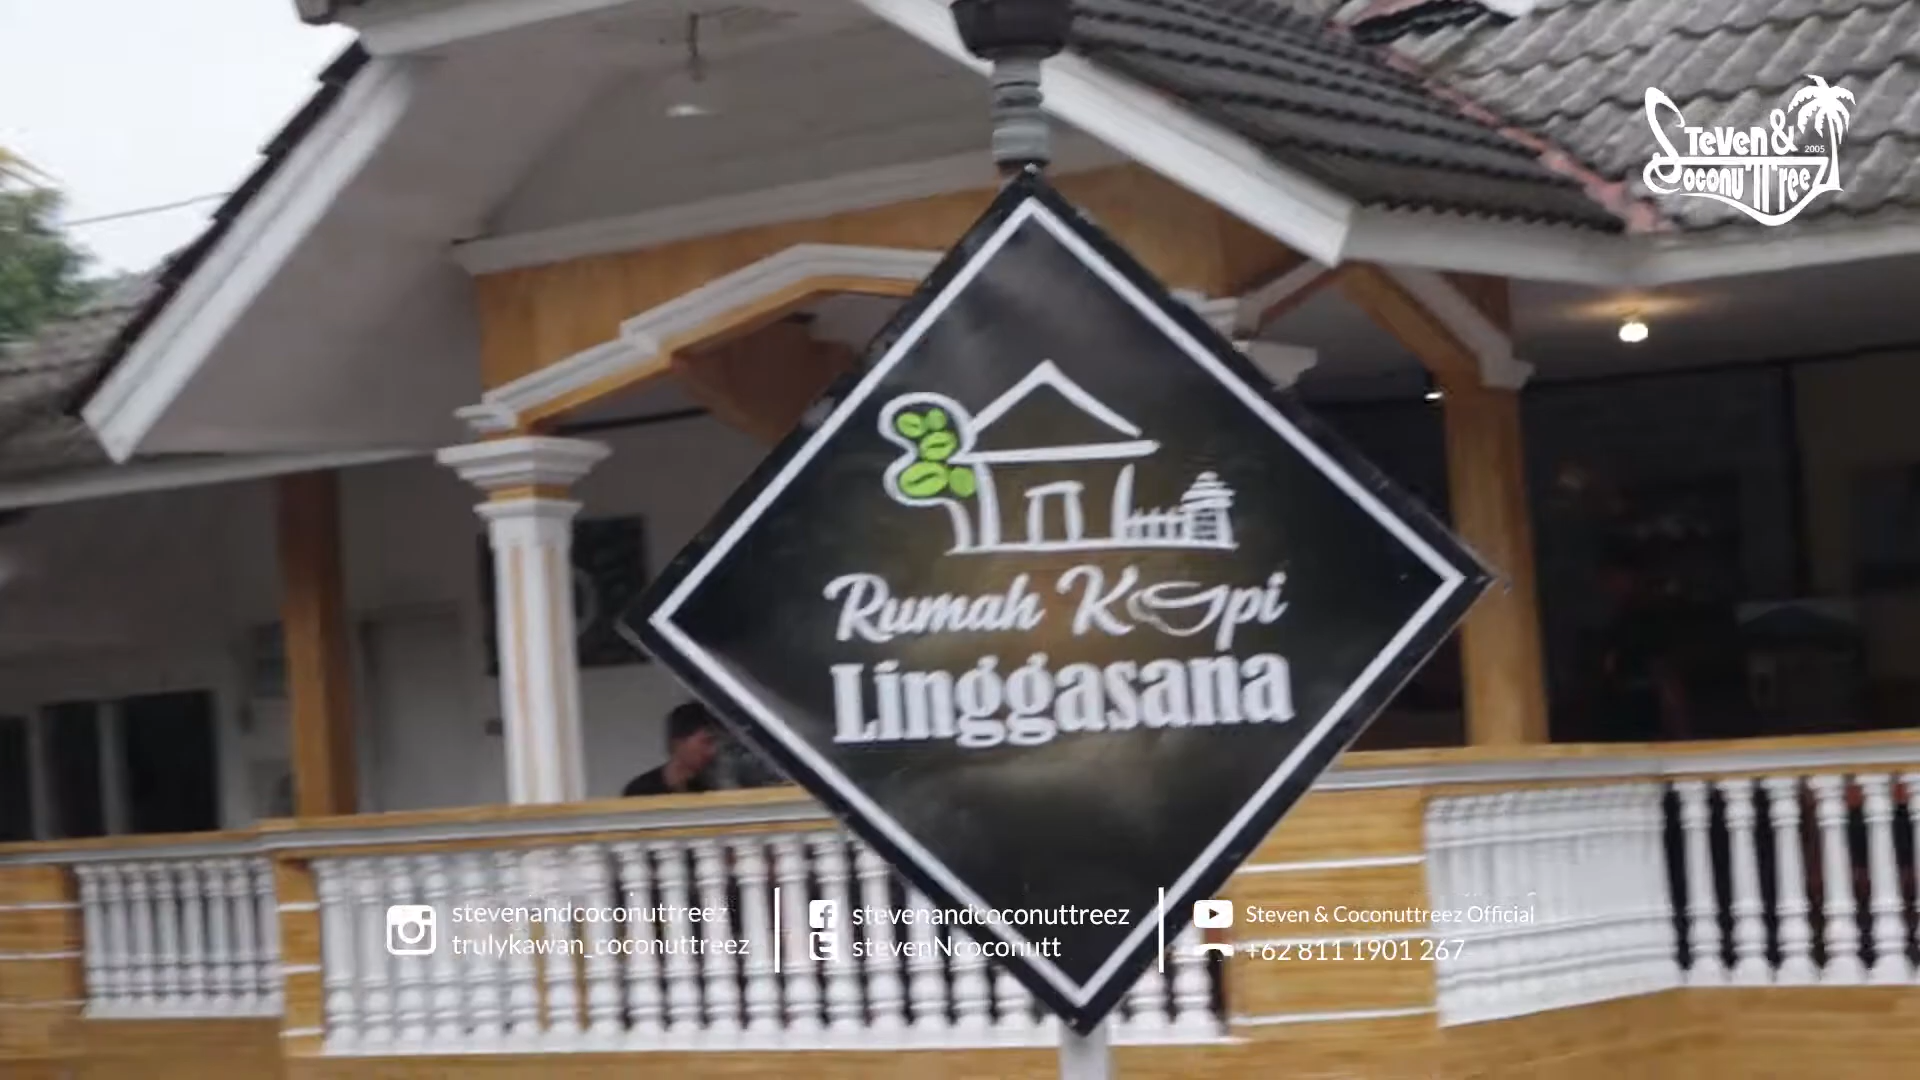 Steven &
CoconutTreez
2005
Rumah Kopi
Linggasana
stevenandcoconuttreez
trulykawan_coconuttreez
stevenandcoconuttreez
stevenNcoconutt
Steven & Coconuttreez Official
+62 811 1901 267